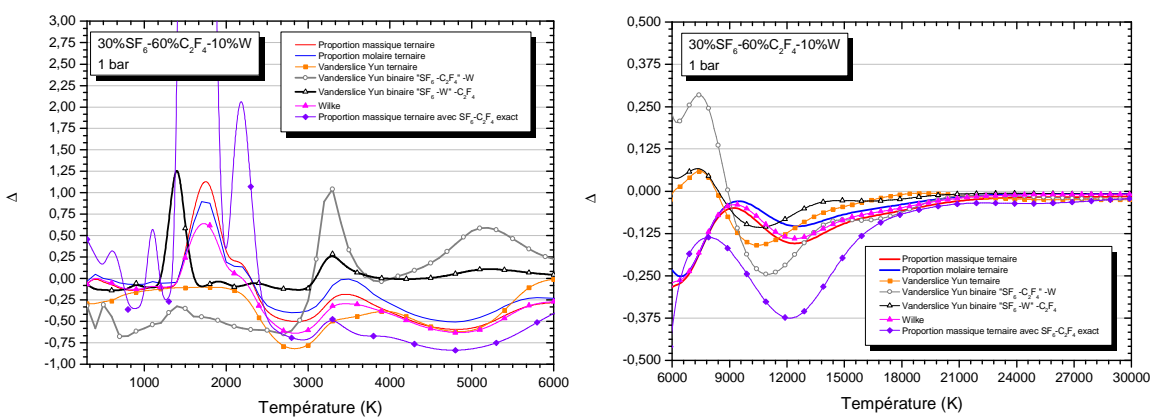 3,00
2,75
2,50
2,25
2,00
1,75
1,50
1,25
1,00
0,75
0,50
0,25
0,00
-0,25
-0,50
-0,75
-1,00
Δ
30%SF6-60%C2F4-10%W
1 bar
Proportion massique ternaire
Proportion molaire ternaire
Vanderslice Yun ternaire
Vanderslice Yun binaire "SF6 -C2F4" -W
Vanderslice Yun binaire "SF6 -W" -C2F4
Wilke
Proportion massique ternaire avec SF6-C2F4 exact
1000 2000 3000 4000 5000 6000
Température (K)
0,500
0,375
0,250
0,125
0,000
-0,125
-0,250
-0,375
-0,500
Δ
30%SF6-60%C2F4-10%W
1 bar
Proportion massique ternaire
Proportion molaire ternaire
Vanderslice Yun ternaire
Vanderslice Yun binaire "SF6 -C2F4" -W
Vanderslice Yun binaire "SF6 -W" -C2F4
Wilke
Proportion massique ternaire avec SF6-C2F4 exact
6000 9000 12000 15000 18000 21000 24000 27000 30000
Température (K)